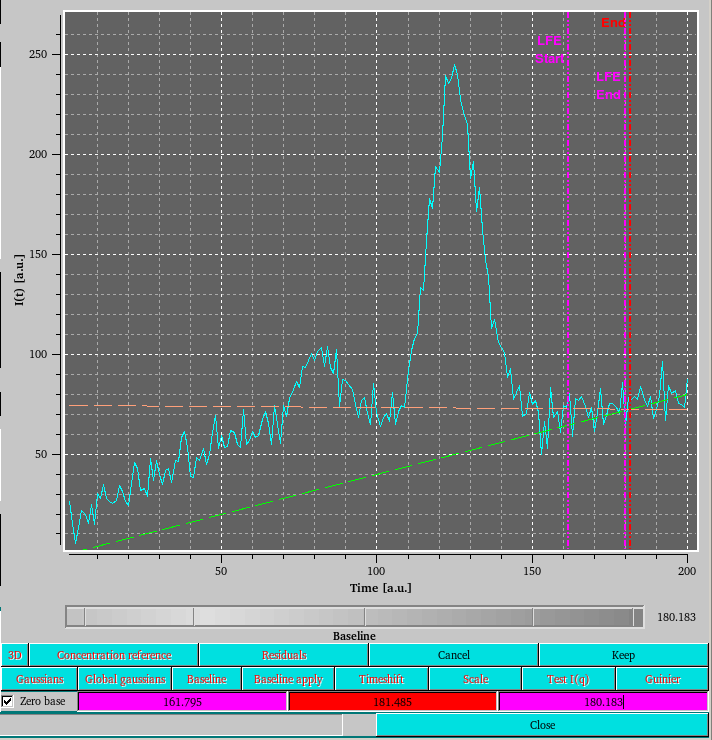 End
LFE
Start
LFE
End
250
200
150
100
50
I(t) [a.u.]
50 100 150 200
Time [a.u.]
180.183
Baseline
3D Concentration reference Residuals Cancel Keep
Gaussians Global gaussians Baseline Baseline apply Timeshift Scale Test I(q) Guinier
Zero base 161.795 181.485 180.183
Close